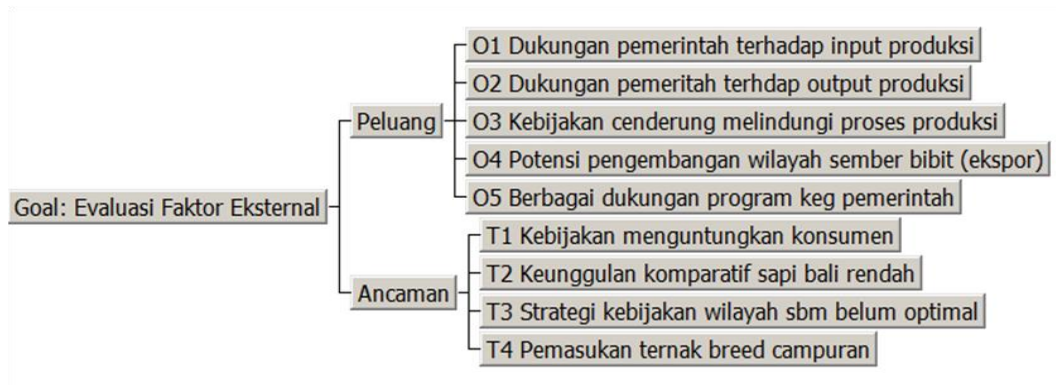 O1 Dukungan pemerintah terhadap input produksi
O2 Dukungan pemeritah terhdap output produksi
Peluang
O3 Kebijakan cenderung melindungi proses produksi
O4 Potensi pengembangan wilayah sember bibit (ekspor)
O5 Berbagai dukungan program keg pemerintah
Goal: Evaluasi Faktor Eksternal
T1 Kebijakan menguntungkan konsumen
T2 Keunggulan komparatif sapi bali rendah
Ancaman
T3 Strategi kebijakan wilayah sbm belum optimal
T4 Pemasukan ternak breed campuran